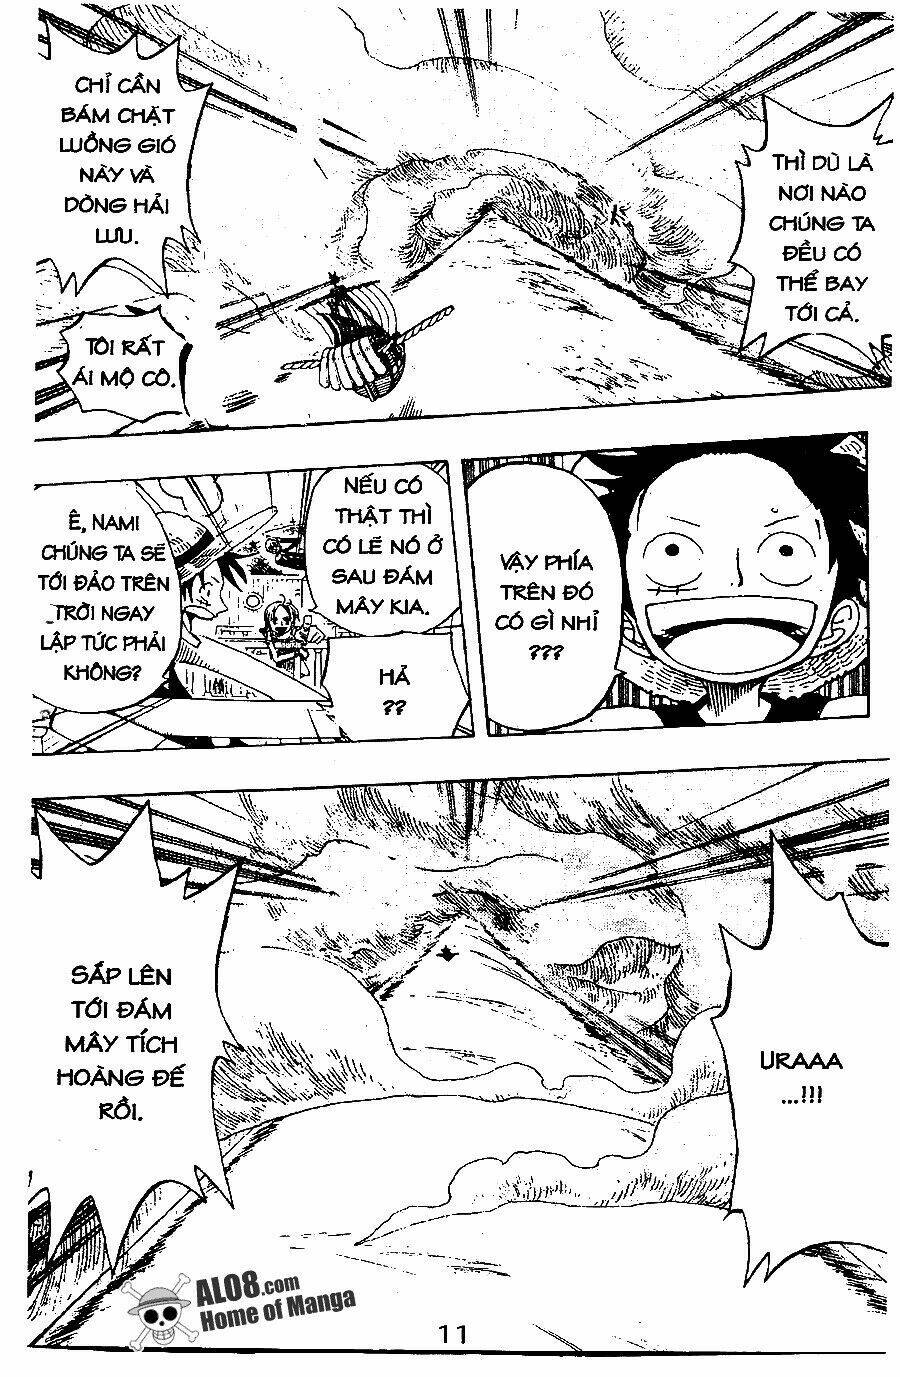 THÌ DÙ LÀ
NƠI NÀO
CHÚNG TA
ĐỀU CÓ
THỂ BAY
TỚI CẢ.
CHỈ CẦN
BÁM CHẶT
LUỒNG GIÓ
NÀY VÀ
DÒNG HẢI
LƯU.
TÔI RẤT
ÁI MỘ CÔ.
Ê, NAMI
CHÚNG TA SẼ
TỚI ĐẢO TRÊN
TRỜI NGAY
LẬP TỨC PHẢI
KHÔNG?
NẾU CÓ
THẬT THÌ
CÓ LẼ NÓ Ở
SAU ĐÁM
MÂY KIA.
HẢ
??
VẬY PHÍA
TRÊN ĐÓ
CÓ GÌ NHỈ
???
SẮP LÊN
TỚI ĐÁM
MÂY TÍCH
HOÀNG ĐẾ
RỒI.
URAAA
...!!!
ALO8.com
Home of Manga
11